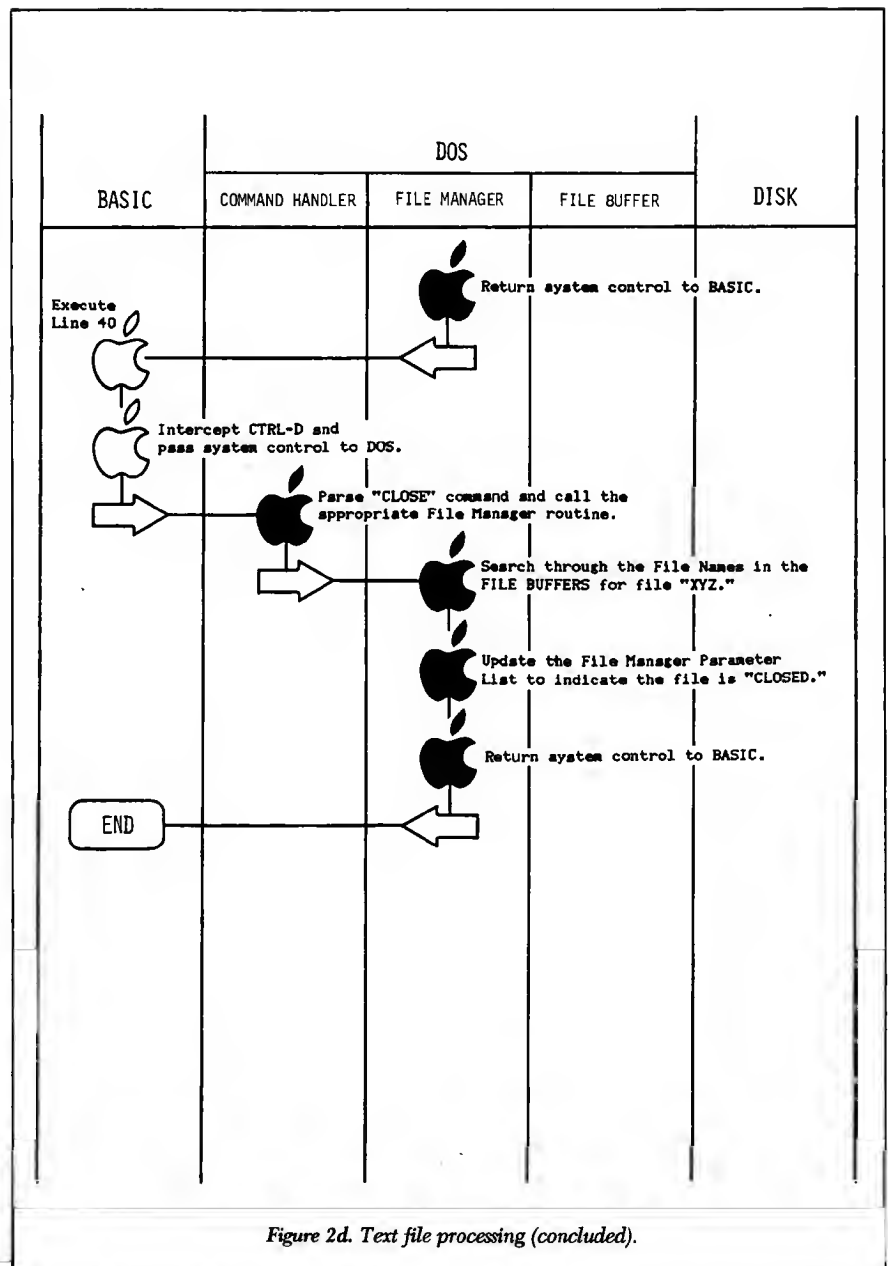 DOS
BASIC
COMMAND HANDLER
FILE MANAGER
FILE BUFFER
DISK
Return system control to BASIC.
Execute
Line 40
Intercept CTRL-D and
pass system control to DOS.
Parse "CLOSE" command and call the
appropriate File Manager routine.
Search through the File Names in the
FILE BUFFERS for file "XYZ."
Update the File Manager Parameter
List to indicate the file is "CLOSED."
Return system control to BASIC.
END
Figure 2d. Text file processing (concluded).